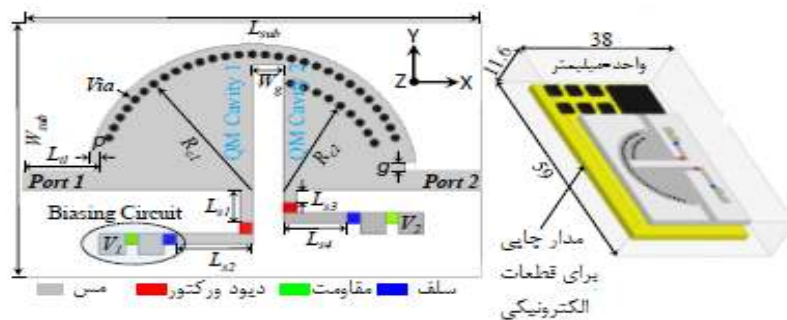 L_sub
Y
Z
X
Via
QM Cavity 1
W_g
QM Cavity 2
W_sub
R_c1
R_c2
L_d
P
g
Port 1
Port 2
Biasing Circuit
L_s1
L_s3
V_1
V_2
L_s2
L_s4
مس
دیود ورکتور
مقاومت
سلف
38
11.6
واحد-میلیمتر
59
مدار چاپی
برای قطعات
الکترونیکی